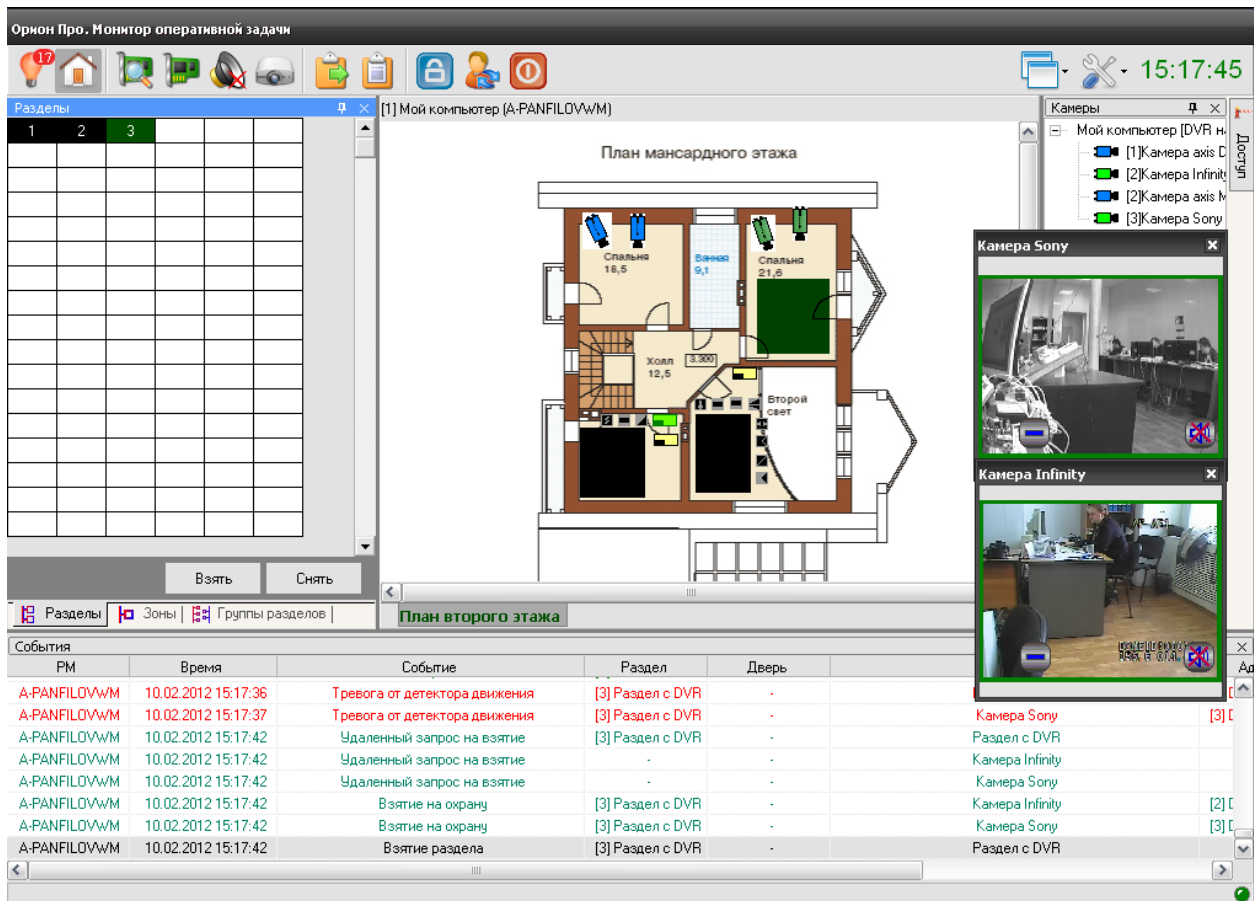 Орион Про. Монитор оперативной задачи
17
15:17:45
Разделы
1 2 3
Взять Снять
Разделы Зоны Группы разделов
[1] Мой компьютер (A-PANFILOVWM)
План мансардного этажа
Спальня
18,5
Ванная
9,1
Спальня
21,6
Холл
12,5
3.300
Второй
свет
План второго этажа
Камеры
Мой компьютер [DVR
[1]Камера axis
[2]Камера Infinity
[2]Камера axis
[3]Камера Sony
Доступ
Камера Sony
Камера Infinity
События
РМ Время Событие Раздел Дверь
A-PANFILOVWM 10.02.2012 15:17:36 Тревога от детектора движения [3] Раздел с DVR -
A-PANFILOVWM 10.02.2012 15:17:37 Тревога от детектора движения [3] Раздел с DVR - Камера Sony [3]
A-PANFILOVWM 10.02.2012 15:17:42 Удаленный запрос на взятие [3] Раздел с DVR - Раздел с DVR
A-PANFILOVWM 10.02.2012 15:17:42 Удаленный запрос на взятие - - Камера Infinity
A-PANFILOVWM 10.02.2012 15:17:42 Удаленный запрос на взятие - - Камера Sony
A-PANFILOVWM 10.02.2012 15:17:42 Взятие на охрану [3] Раздел с DVR - Камера Infinity [2]
A-PANFILOVWM 10.02.2012 15:17:42 Взятие на охрану [3] Раздел с DVR - Камера Sony [3]
A-PANFILOVWM 10.02.2012 15:17:42 Взятие раздела [3] Раздел с DVR - Раздел с DVR